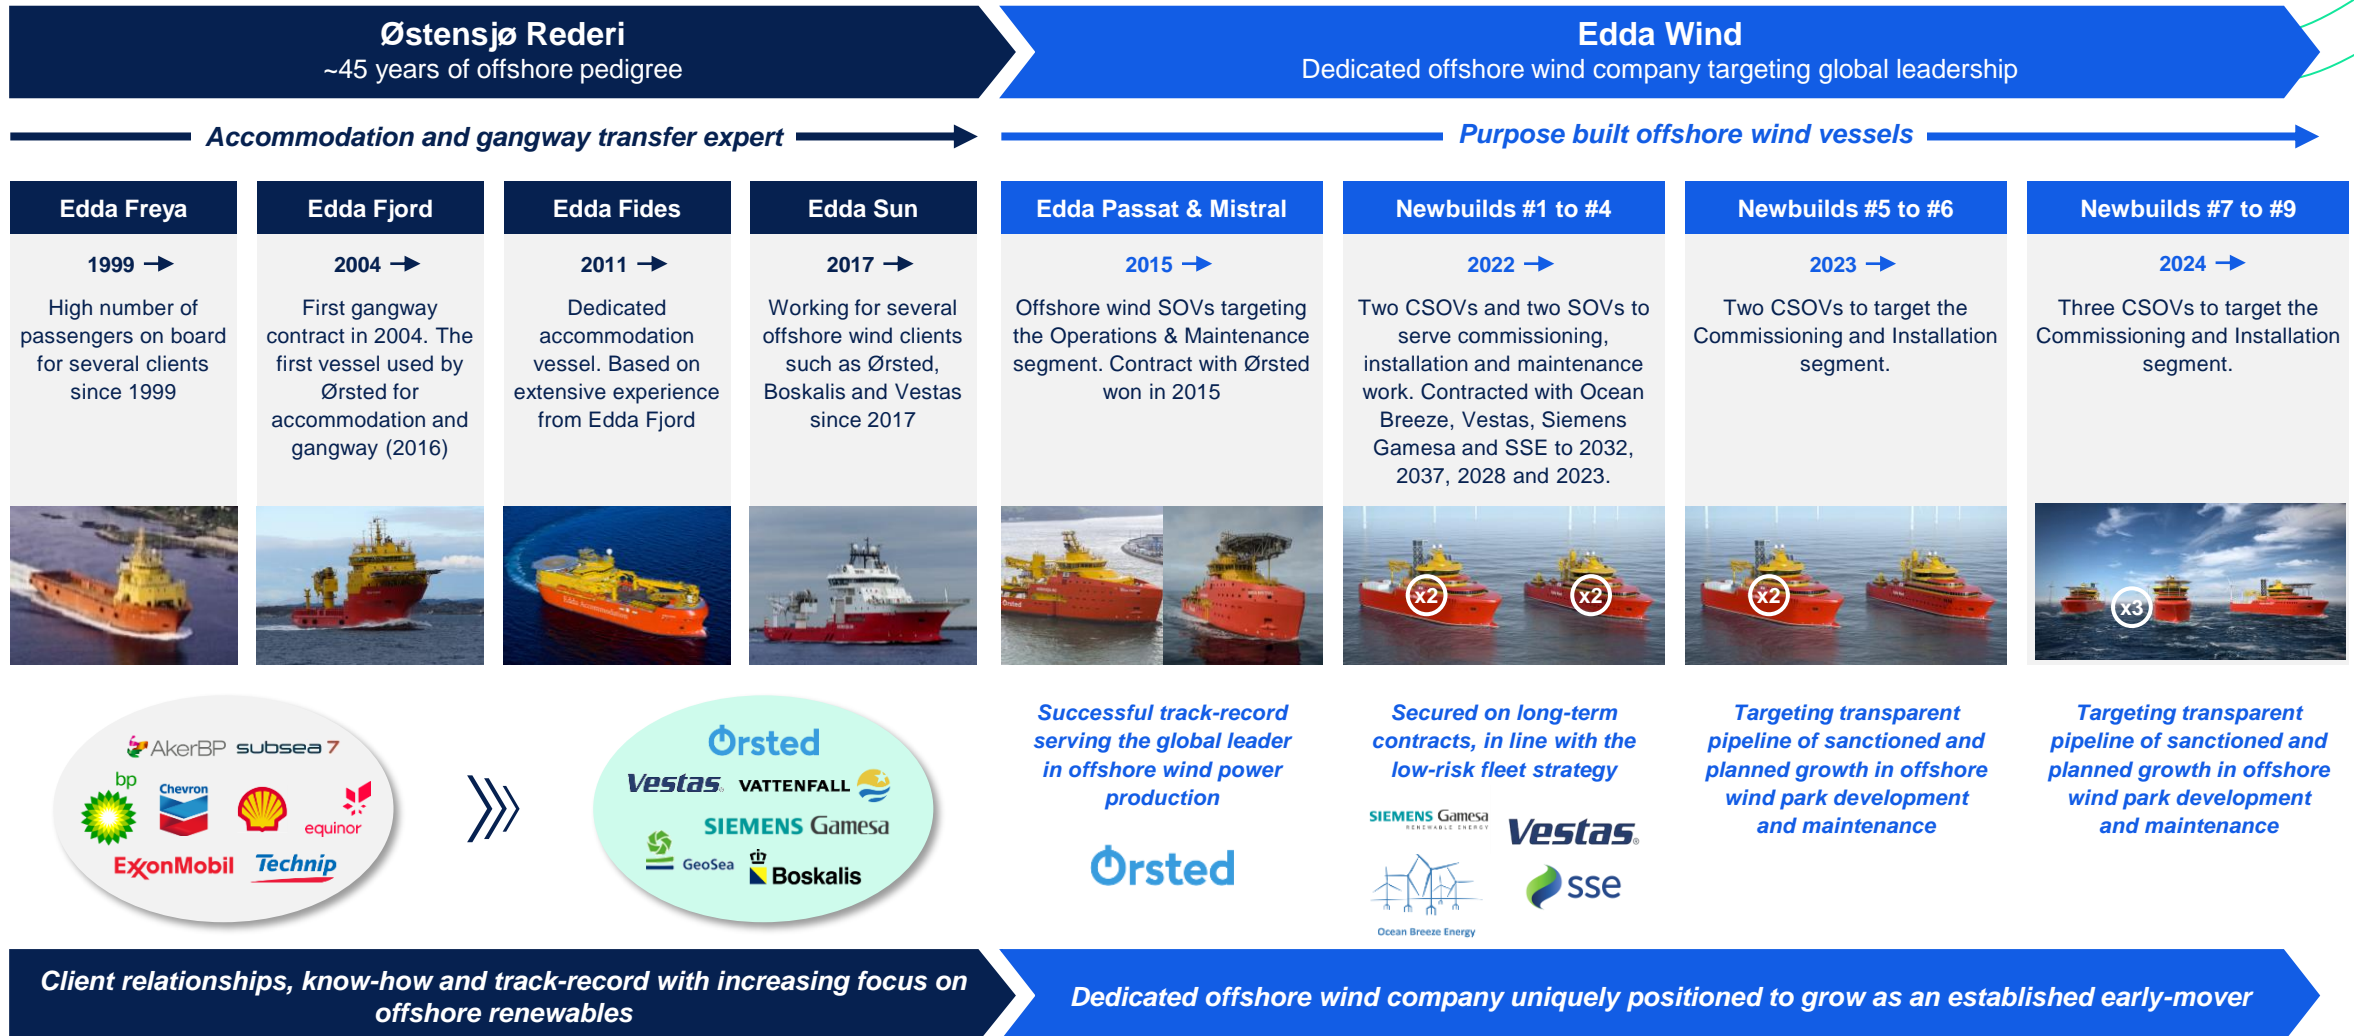 Østensjø Rederi
~45 years of offshore pedigree
Edda Wind
Dedicated offshore wind company targeting global leadership
Accommodation and gangway transfer expert
Purpose built offshore wind vessels
Edda Freya
1999
High number of
passengers on board
for several clients
since 1999
Edda Fjord
2004
First gangway
contract in 2004. The
first vessel used by
Ørsted for
accommodation and
gangway (2016)
Edda Fides
2011
Dedicated
accommodation
vessel. Based on
extensive experience
from Edda Fjord
Edda Sun
2017
Working for several
offshore wind clients
such as Ørsted,
Boskalis and Vestas
since 2017
Edda Passat & Mistral
2015
Offshore wind SOVs targeting
the Operations & Maintenance
segment. Contract with Ørsted
won in 2015
Newbuilds #1 to #4
2022
Two CSOVs and two SOVs to
serve commissioning,
installation and maintenance
work. Contracted with Ocean
Breeze, Vestas, Siemens
Gamesa and SSE to 2032,
2037, 2028 and 2023.
Newbuilds #5 to #6
2023
Two CSOVs to target the
Commissioning and Installation
segment.
Newbuilds #7 to #9
2024
Three CSOVs to target the
Commissioning and Installation
segment.
Edda Accommodation
Ørsted
x2
x2
x2
x3
AkerBP subsea 7
bp
Chevron
equinor
ExxonMobil
Technip
Ørsted
Vestas
VATTENFALL
SIEMENS Gamesa
GeoSea
Boskalis
Successful track-record
serving the global leader
in offshore wind power
production
Ørsted
Secured on long-term
contracts, in line with the
low-risk fleet strategy
SIEMENS Gamesa
RENEWABLE ENERGY
Vestas
Ocean Breeze Energy
sse
Targeting transparent
pipeline of sanctioned and
planned growth in offshore
wind park development
and maintenance
Targeting transparent
pipeline of sanctioned and
planned growth in offshore
wind park development
and maintenance
Client relationships, know-how and track-record with increasing focus on
offshore renewables
Dedicated offshore wind company uniquely positioned to grow as an established early-mover